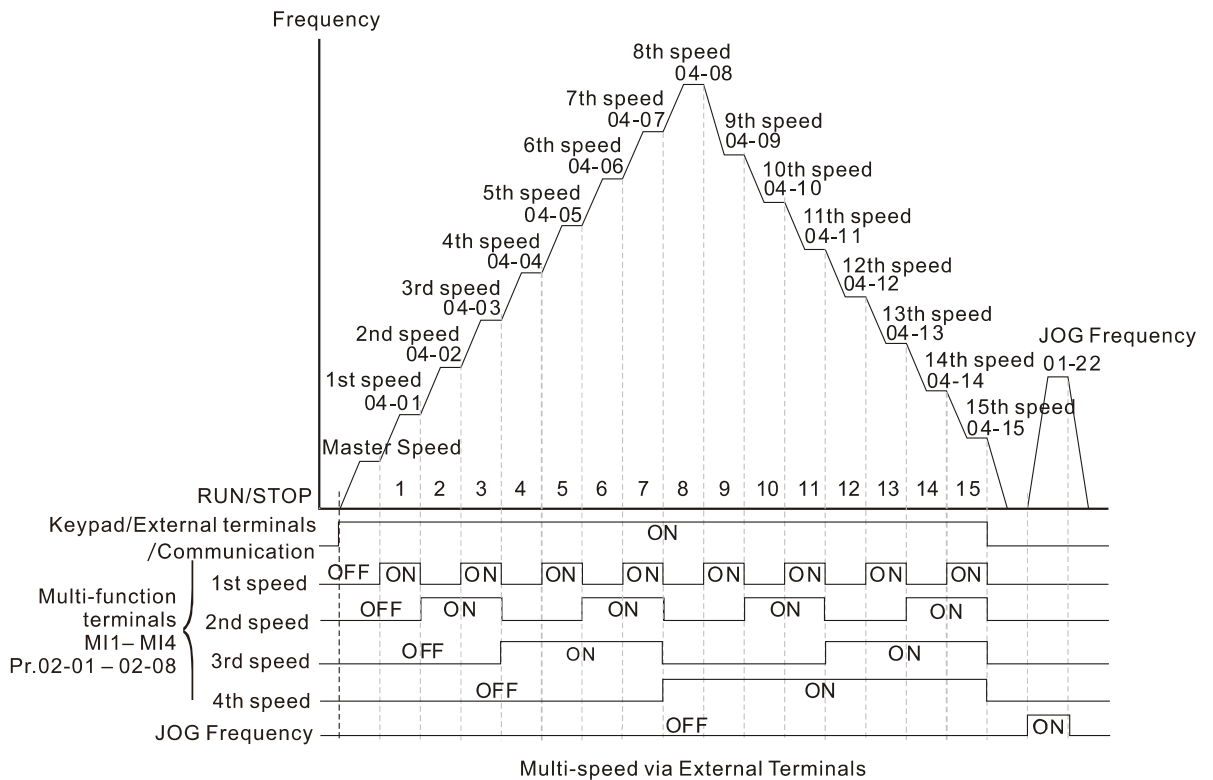 Frequency
8th speed
04-08
7th speed
04-07
9th speed
04-09
6th speed
04-06
10th speed
04-10
5th speed
04-05
11th speed
04-11
4th speed
04-04
12th speed
04-12
3rd speed
04-03
13th speed
04-13
JOG Frequency
01-22
2nd speed
04-02
14th speed
04-14
1st speed
04-01
15th speed
04-15
Master Speed
RUN/STOP
1 2 3 4 5 6 7 8 9 10 11 12 13 14 15
Keypad/External terminals
/Communication
ON
Multi-function
terminals
MI1–MI4
Pr.02-01–02-08
1st speed
OFF ON ON ON ON ON ON ON ON
2nd speed
OFF ON ON ON ON
3rd speed
OFF ON ON
4th speed
OFF ON
JOG Frequency
OFF ON
Multi-speed via External Terminals